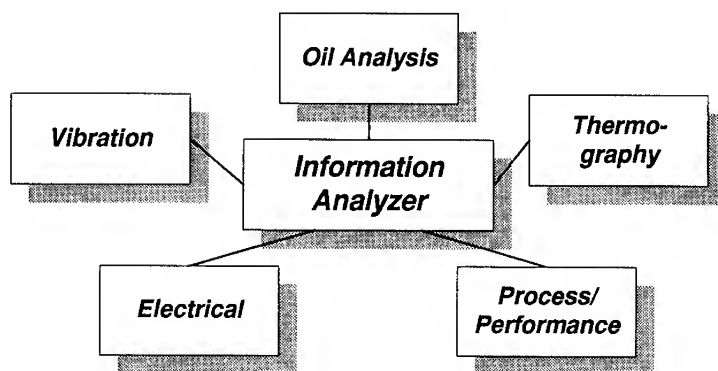 Oil Analysis
Vibration
Thermo-
graphy
Information
Analyzer
Electrical
Process/
Performance